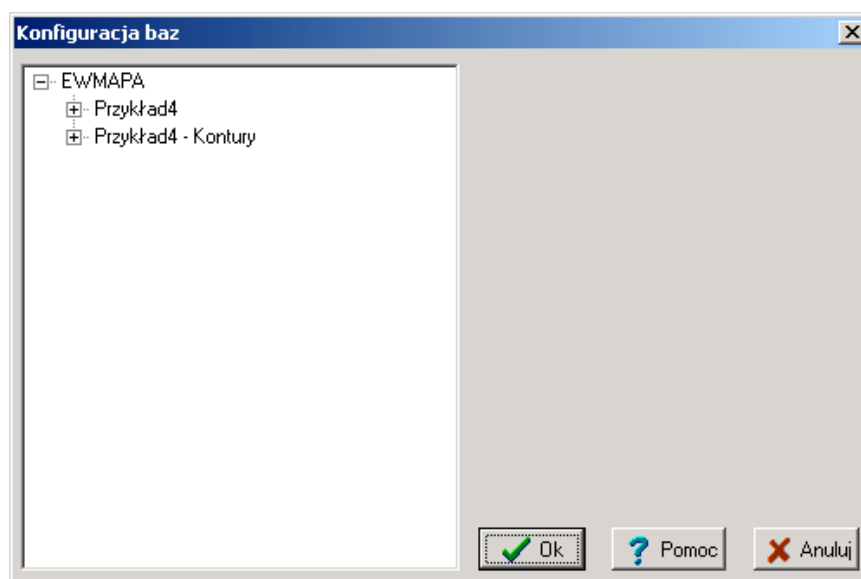 Konfiguracja baz
EWMAPA
Przykład4
Przykład4 - Kontury
Ok
Pomoc
Anuluj